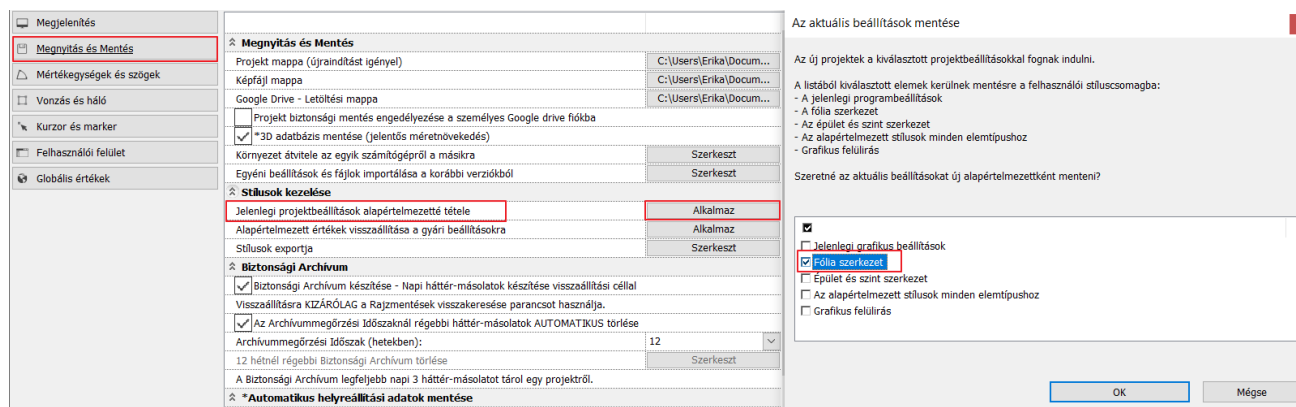 Megjelenítés
Megnyitás és Mentés
Mértékegységek és szögek
Vonzás és háló
Kurzor és marker
Felhasználói felület
Globális értékek
Megnyitás és Mentés
Projekt mappa (újraindítást igényel) C:\Users\Erika\Docum...
Képfájl mappa C:\Users\Erika\Docum...
Google Drive - Letöltési mappa C:\Users\Erika\Docum...
Projekt biztonsági mentés engedélyezése a személyes Google drive fiókba
*3D adatbázis mentése (jelentős méretnövekedés)
Környezet átvitele az egyik számítógépről a másikra Szerkeszt
Egyéni beállítások és fájlok importálása a korábbi verziókból Szerkeszt
Stílusok kezelése
Jelenlegi projektbeállítások alapértelmezetté tétele Alkalmaz
Alapértelmezett értékek visszaállítása a gyári beállításokra Alkalmaz
Stílusok exportja Szerkeszt
Biztonsági Archívum
Biztonsági Archívum készítése - Napi háttér-másolatok készítése visszaállítási céllal
Visszaállításra KIZÁRÓLAG a Rajzmentések visszakeresése parancsot használja.
Az Archívummegőrzési Időszaknál régebbi háttér-másolatok AUTOMATIKUS törlése
Archívummegőrzési Időszak (hetekben): 12
12 hétnél régebbi Biztonsági Archívum törlése Szerkeszt
A Biztonsági Archívum legfeljebb napi 3 háttér-másolatot tárol egy projektről.
*Automatikus helyreállítási adatok mentése
Az aktuális beállítások mentése
Az új projektek a kiválasztott projektbeállításokkal fognak indulni.
A listából kiválasztott elemek kerülnek mentésre a felhasználói stíluscsomagba:
- A jelenlegi programbeállítások
- A fólia szerkezet
- Az épület és szint szerkezet
- Az alapértelmezett stílusok minden elemtípushoz
- Grafikus felülirás
Szeretné az aktuális beállításokat új alapértelmezettként menteni?
Jelenlegi grafikus beállítások
Fólia szerkezet
Épület és szint szerkezet
Az alapértelmezett stílusok minden elemtípushoz
Grafikus felülirás
OK Mégse